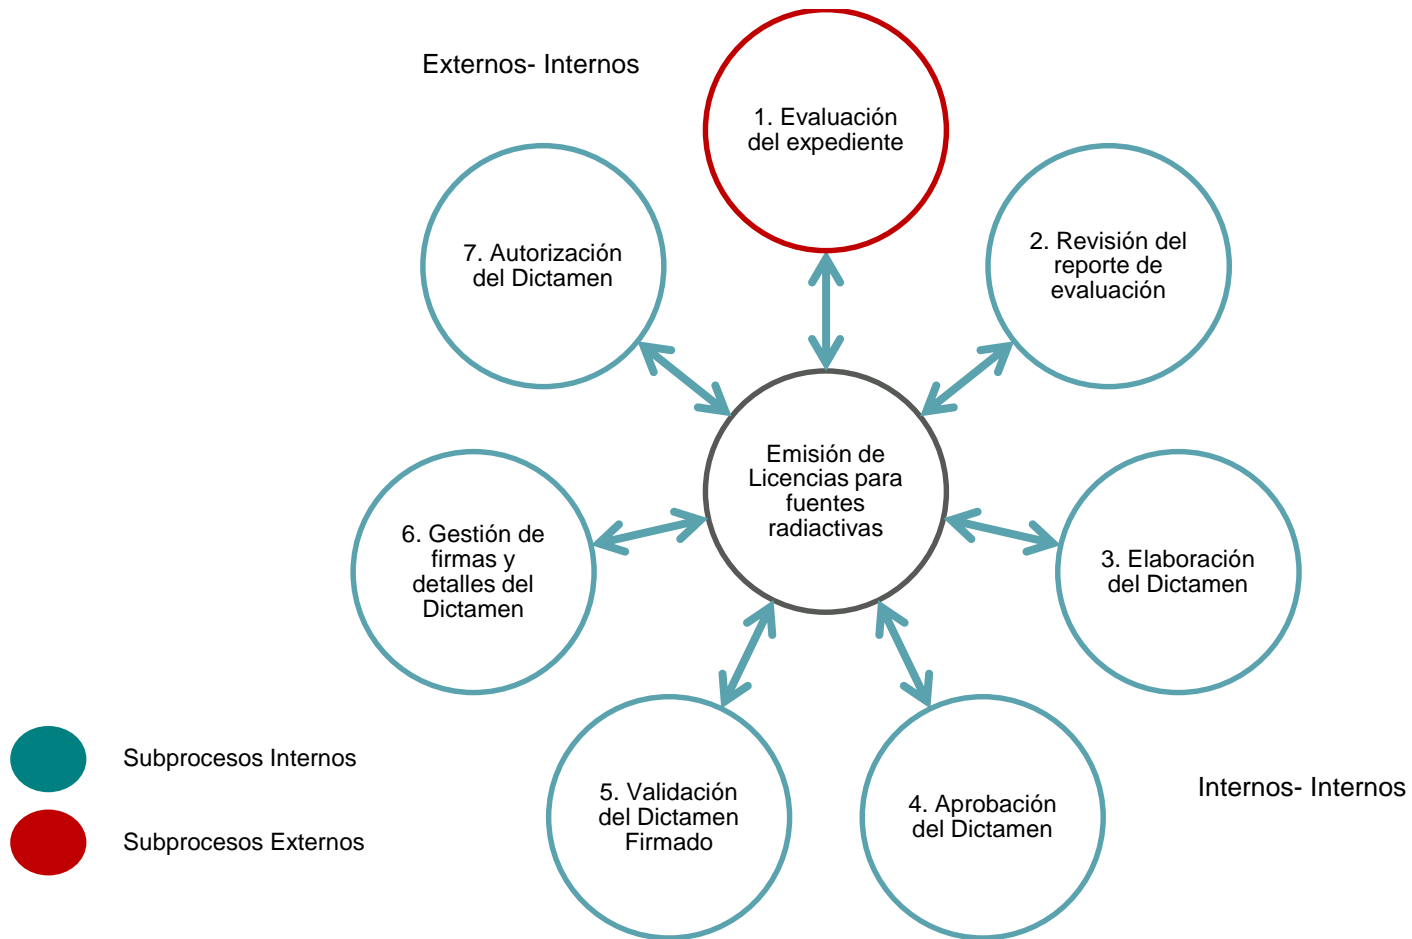 Externos- Internos
1. Evaluación
del expediente
2. Revisión del
reporte de
evaluación
7. Autorización
del Dictamen
Emisión de
Licencias para
fuentes
radiactivas
3. Elaboración
del Dictamen
6. Gestión de
firmas y
detalles del
Dictamen
5. Validación
del Dictamen
Firmado
4. Aprobación
del Dictamen
Internos- Internos
Subprocesos Internos
Subprocesos Externos